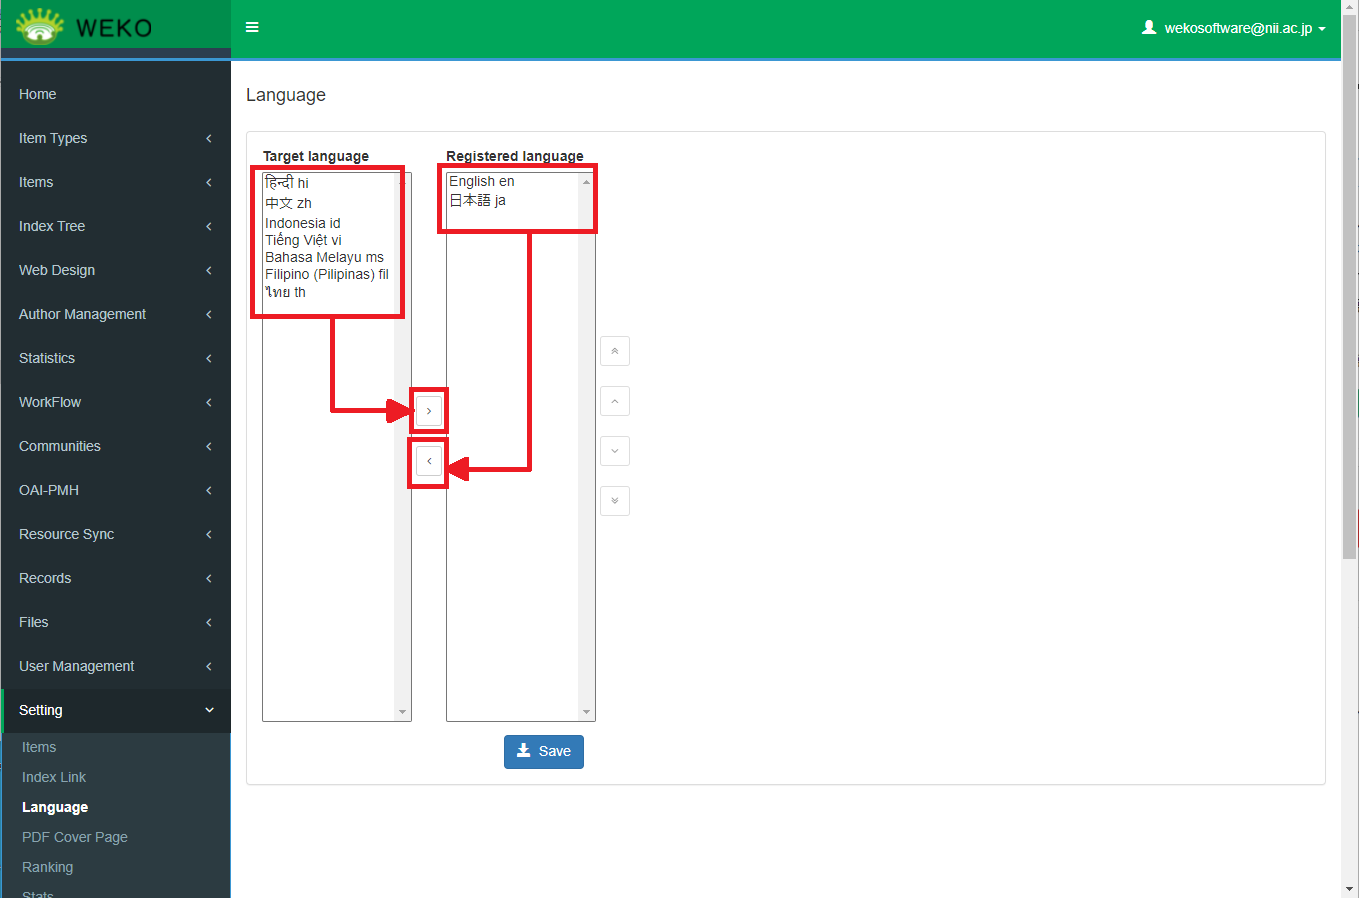 WEKO
wekosoftware@nii.ac.jp
Home
Item Types
Items
Index Tree
Web Design
Author Management
Statistics
WorkFlow
Communities
OAI-PMH
Resource Sync
Records
Files
User Management
Setting
Items
Index Link
Language
PDF Cover Page
Ranking
Stats
Language
Target language
हिन्दी hi
中文 zh
Indonesia id
Tiếng Việt vi
Bahasa Melayu ms
Filipino (Pilipinas) fil
ไทย th
Registered language
English en
日本語 ja
Save